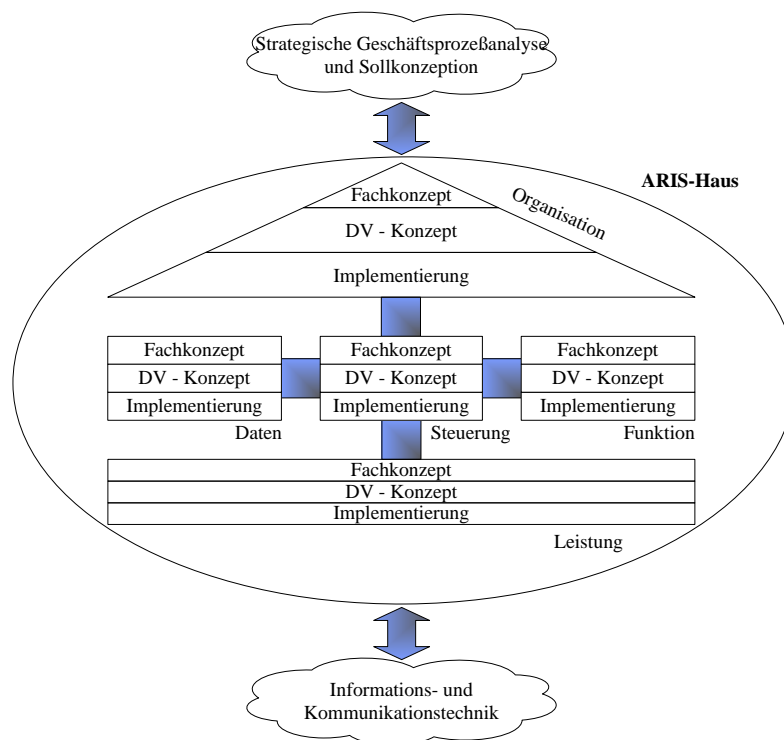 Strategische Geschäftsprozeßanalyse
und Sollkonzeption
ARIS-Haus
Fachkonzept
Organisation
DV - Konzept
Implementierung
Fachkonzept
DV - Konzept
Implementierung
Daten
Fachkonzept
DV - Konzept
Implementierung
Steuerung
Fachkonzept
DV - Konzept
Implementierung
Funktion
Fachkonzept
DV - Konzept
Implementierung
Leistung
Informations- und
Kommunikationstechnik